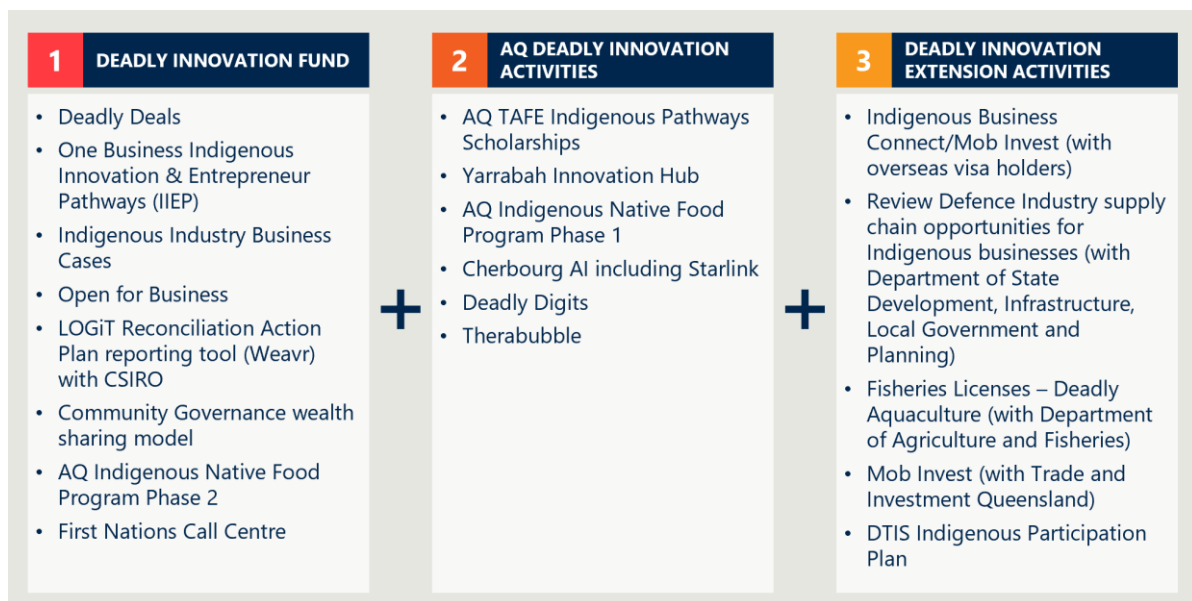 1
DEADLY INNOVATION FUND
• Deadly Deals
• One Business Indigenous
Innovation & Entrepreneur
Pathways (IIEP)
• Indigenous Industry Business
Cases
• Open for Business
• LOGiT Reconciliation Action
Plan reporting tool (Weavr)
with CSIRO
• Community Governance wealth
sharing model
• AQ Indigenous Native Food
Program Phase 2
• First Nations Call Centre
+
2
AQ DEADLY INNOVATION
ACTIVITIES
• AQ TAFE Indigenous Pathways
Scholarships
• Yarrabah Innovation Hub
• AQ Indigenous Native Food
Program Phase 1
• Cherbourg AI including Starlink
• Deadly Digits
• Therabubble
+
3
DEADLY INNOVATION
EXTENSION ACTIVITIES
• Indigenous Business
Connect/Mob Invest (with
overseas visa holders)
• Review Defence Industry supply
chain opportunities for
Indigenous businesses (with
Department of State
Development, Infrastructure,
Local Government and
Planning)
• Fisheries Licenses – Deadly
Aquaculture (with Department
of Agriculture and Fisheries)
• Mob Invest (with Trade and
Investment Queensland)
• DTIS Indigenous Participation
Plan